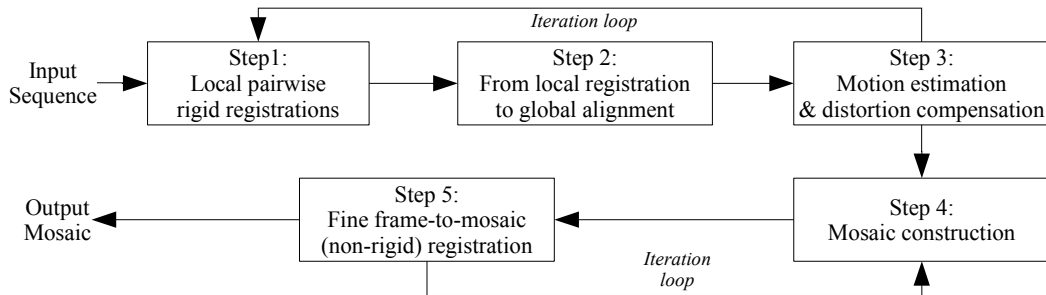 Iteration loop
Input
Sequence
Step1:
Local pairwise
rigid registrations
Step 2:
From local registration
to global alignment
Step 3:
Motion estimation
& distortion compensation
Output
Mosaic
Step 5:
Fine frame-to-mosaic
(non-rigid) registration
Step 4:
Mosaic construction
Iteration
loop